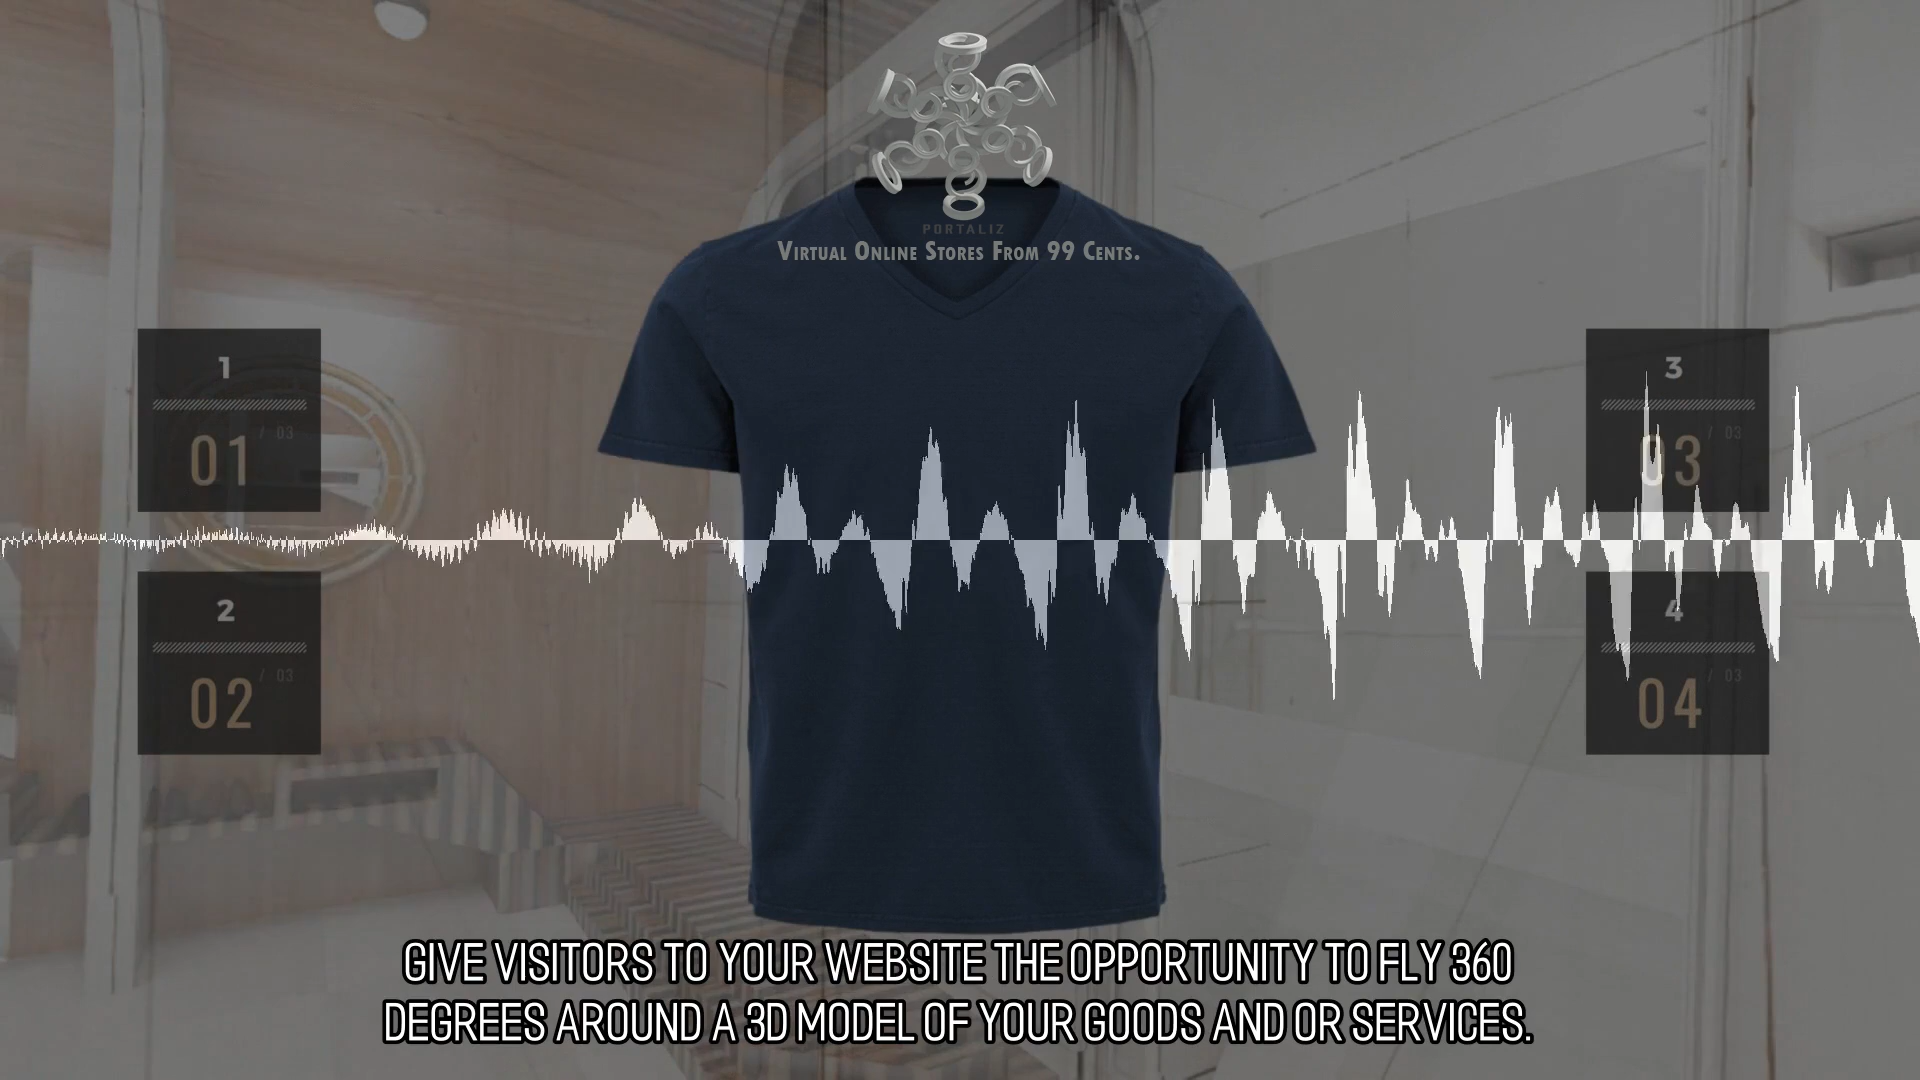 PORTALIZ
Virtual Online Stores From 99 Cents.
1
01 / 03
2
02 / 03
3
03 / 03
4
04 / 03
GIVE VISITORS TO YOUR WEBSITE THE OPPORTUNITY TO FLY 360
DEGREES AROUND A 3D MODEL OF YOUR GOODS AND OR SERVICES.